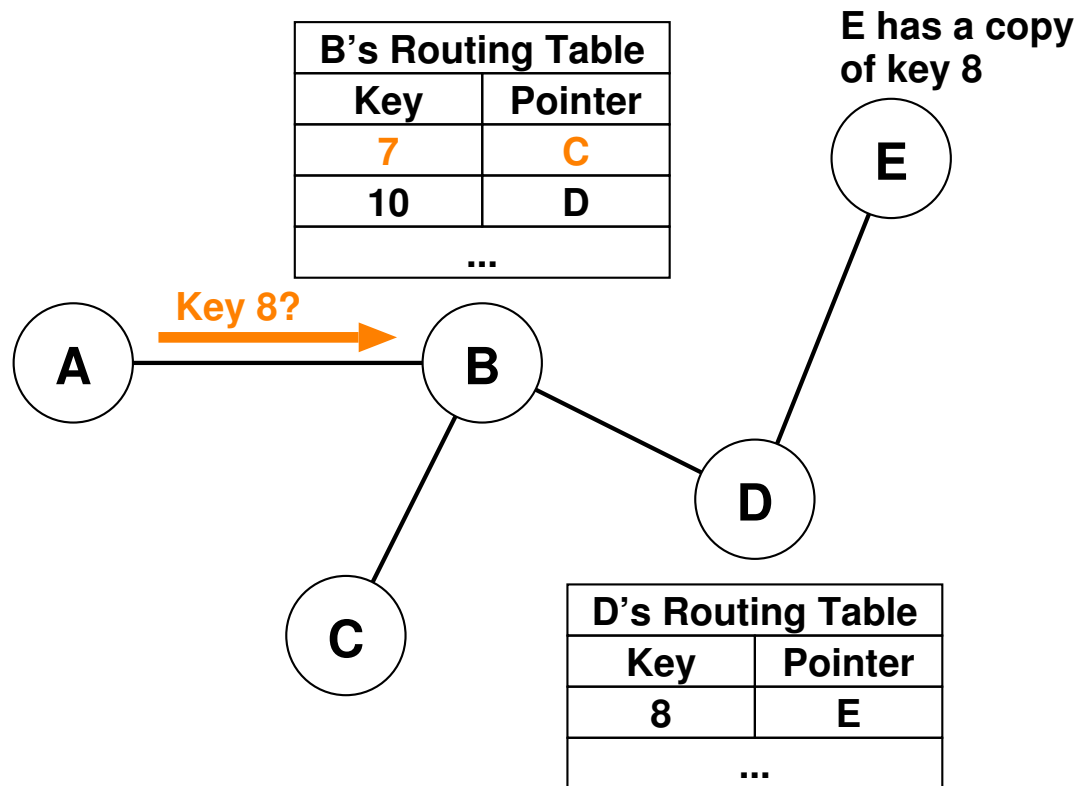 E has a copy
of key 8
B's Routing Table
Key Pointer
7 C
10 D
...
E
Key 8?
A
B
D
C
D's Routing Table
Key Pointer
8 E
...